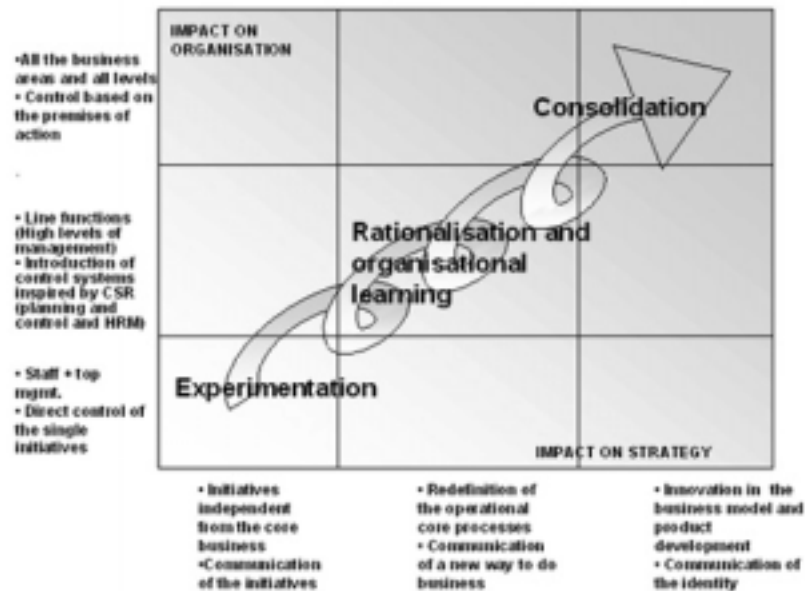 IMPACT ON
ORGANISATION
•All the business
areas and all levels
• Control based on
the premises of
action
Consolidation
• Line functions
(High levels of
management)
• Introduction of
control systems
inspired by CSR
(planning and
control and HRM)
Rationalisation and
organisational
learning
• Staff + top
mgmt.
• Direct control of
the single
initiatives
Experimentation
IMPACT ON STRATEGY
• Initiatives
independent
from the core
business
•Communication
of the initiatives
• Redefinition of
the operational
core processes
• Communication
of a new way to do
business
• Innovation in the
business model and
product
development
• Communication of
the identity